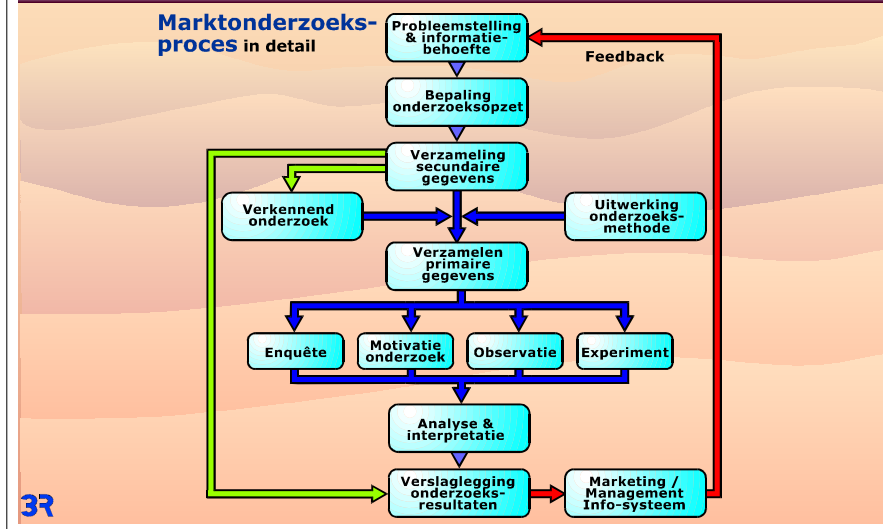 Marktonderzoeks-
proces in detail
Probleemstelling
& informatie-
behoefte
Feedback
Bepaling
onderzoeksopzet
Verzameling
secundaire
gegevens
Verkennend
onderzoek
Uitwerking
onderzoeks-
methode
Verzamelen
primaire
gegevens
Enquête
Motivatie
onderzoek
Observatie
Experiment
Analyse &
interpretatie
Verslaglegging
onderzoeks-
resultaten
Marketing /
Management
Info-systeem
3R